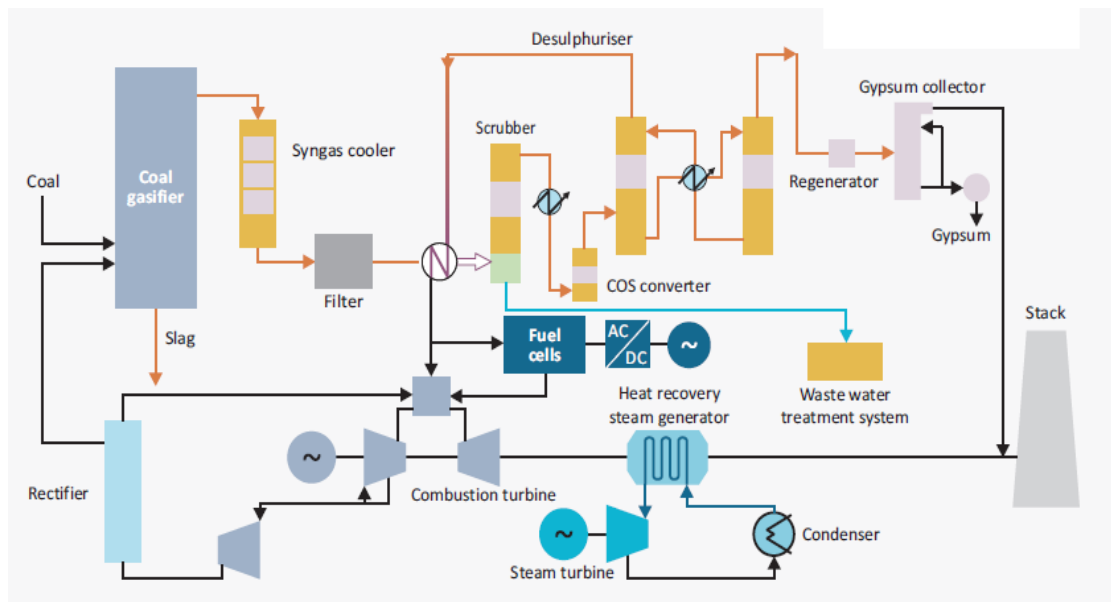 Desulphuriser
Gypsum collector
Scrubber
Syngas cooler
Coal
gasifier
Coal
Regenerator
Gypsum
COS converter
Filter
Stack
Slag
Fuel
cells
AC
DC
~
Heat recovery
steam generator
Waste water
treatment system
~
Combustion turbine
Rectifier
~
Condenser
Steam turbine